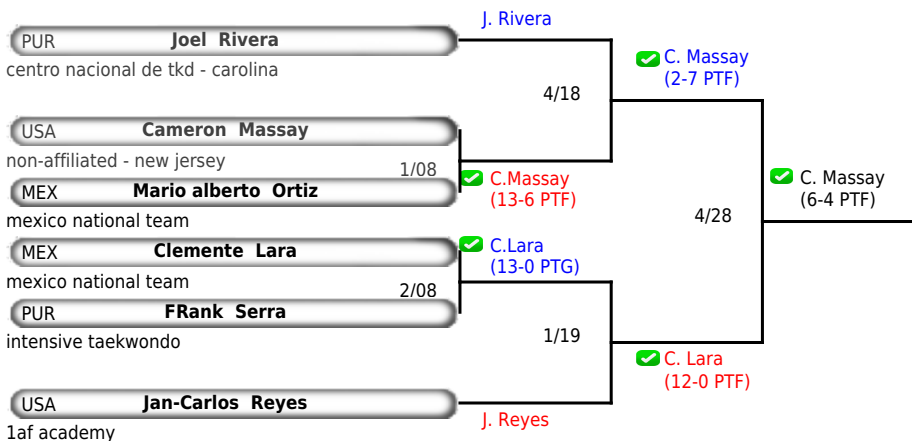 J. Rivera
PUR Joel Rivera
centro nacional de tkd - carolina
C. Massay
(2-7 PTF)
4/18
USA Cameron Massay
non-affiliated - new jersey
1/08
MEX Mario alberto Ortiz
C.Massay
(13-6 PTF)
C. Massay
(6-4 PTF)
mexico national team
4/28
MEX Clemente Lara
C.Lara
(13-0 PTG)
mexico national team
2/08
PUR FRank Serra
intensive taekwondo
1/19
C. Lara
(12-0 PTF)
USA Jan-Carlos Reyes
J. Reyes
1af academy